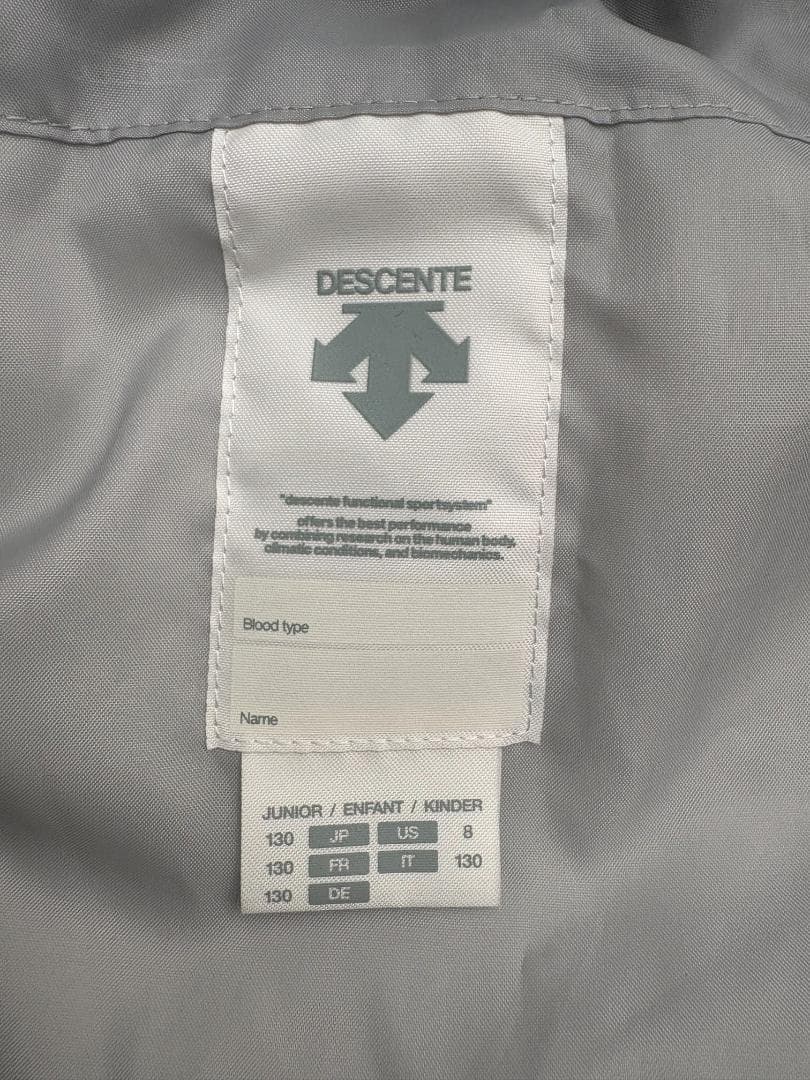 DESCENTE
"descente functional sportsystem"
offers the best performance
by combining research on the human body,
climatic conditions, and biomechanics.
Blood type
Name
JUNIOR / ENFANT / KINDER
130 JP US 8
130 FR IT 130
130 DE